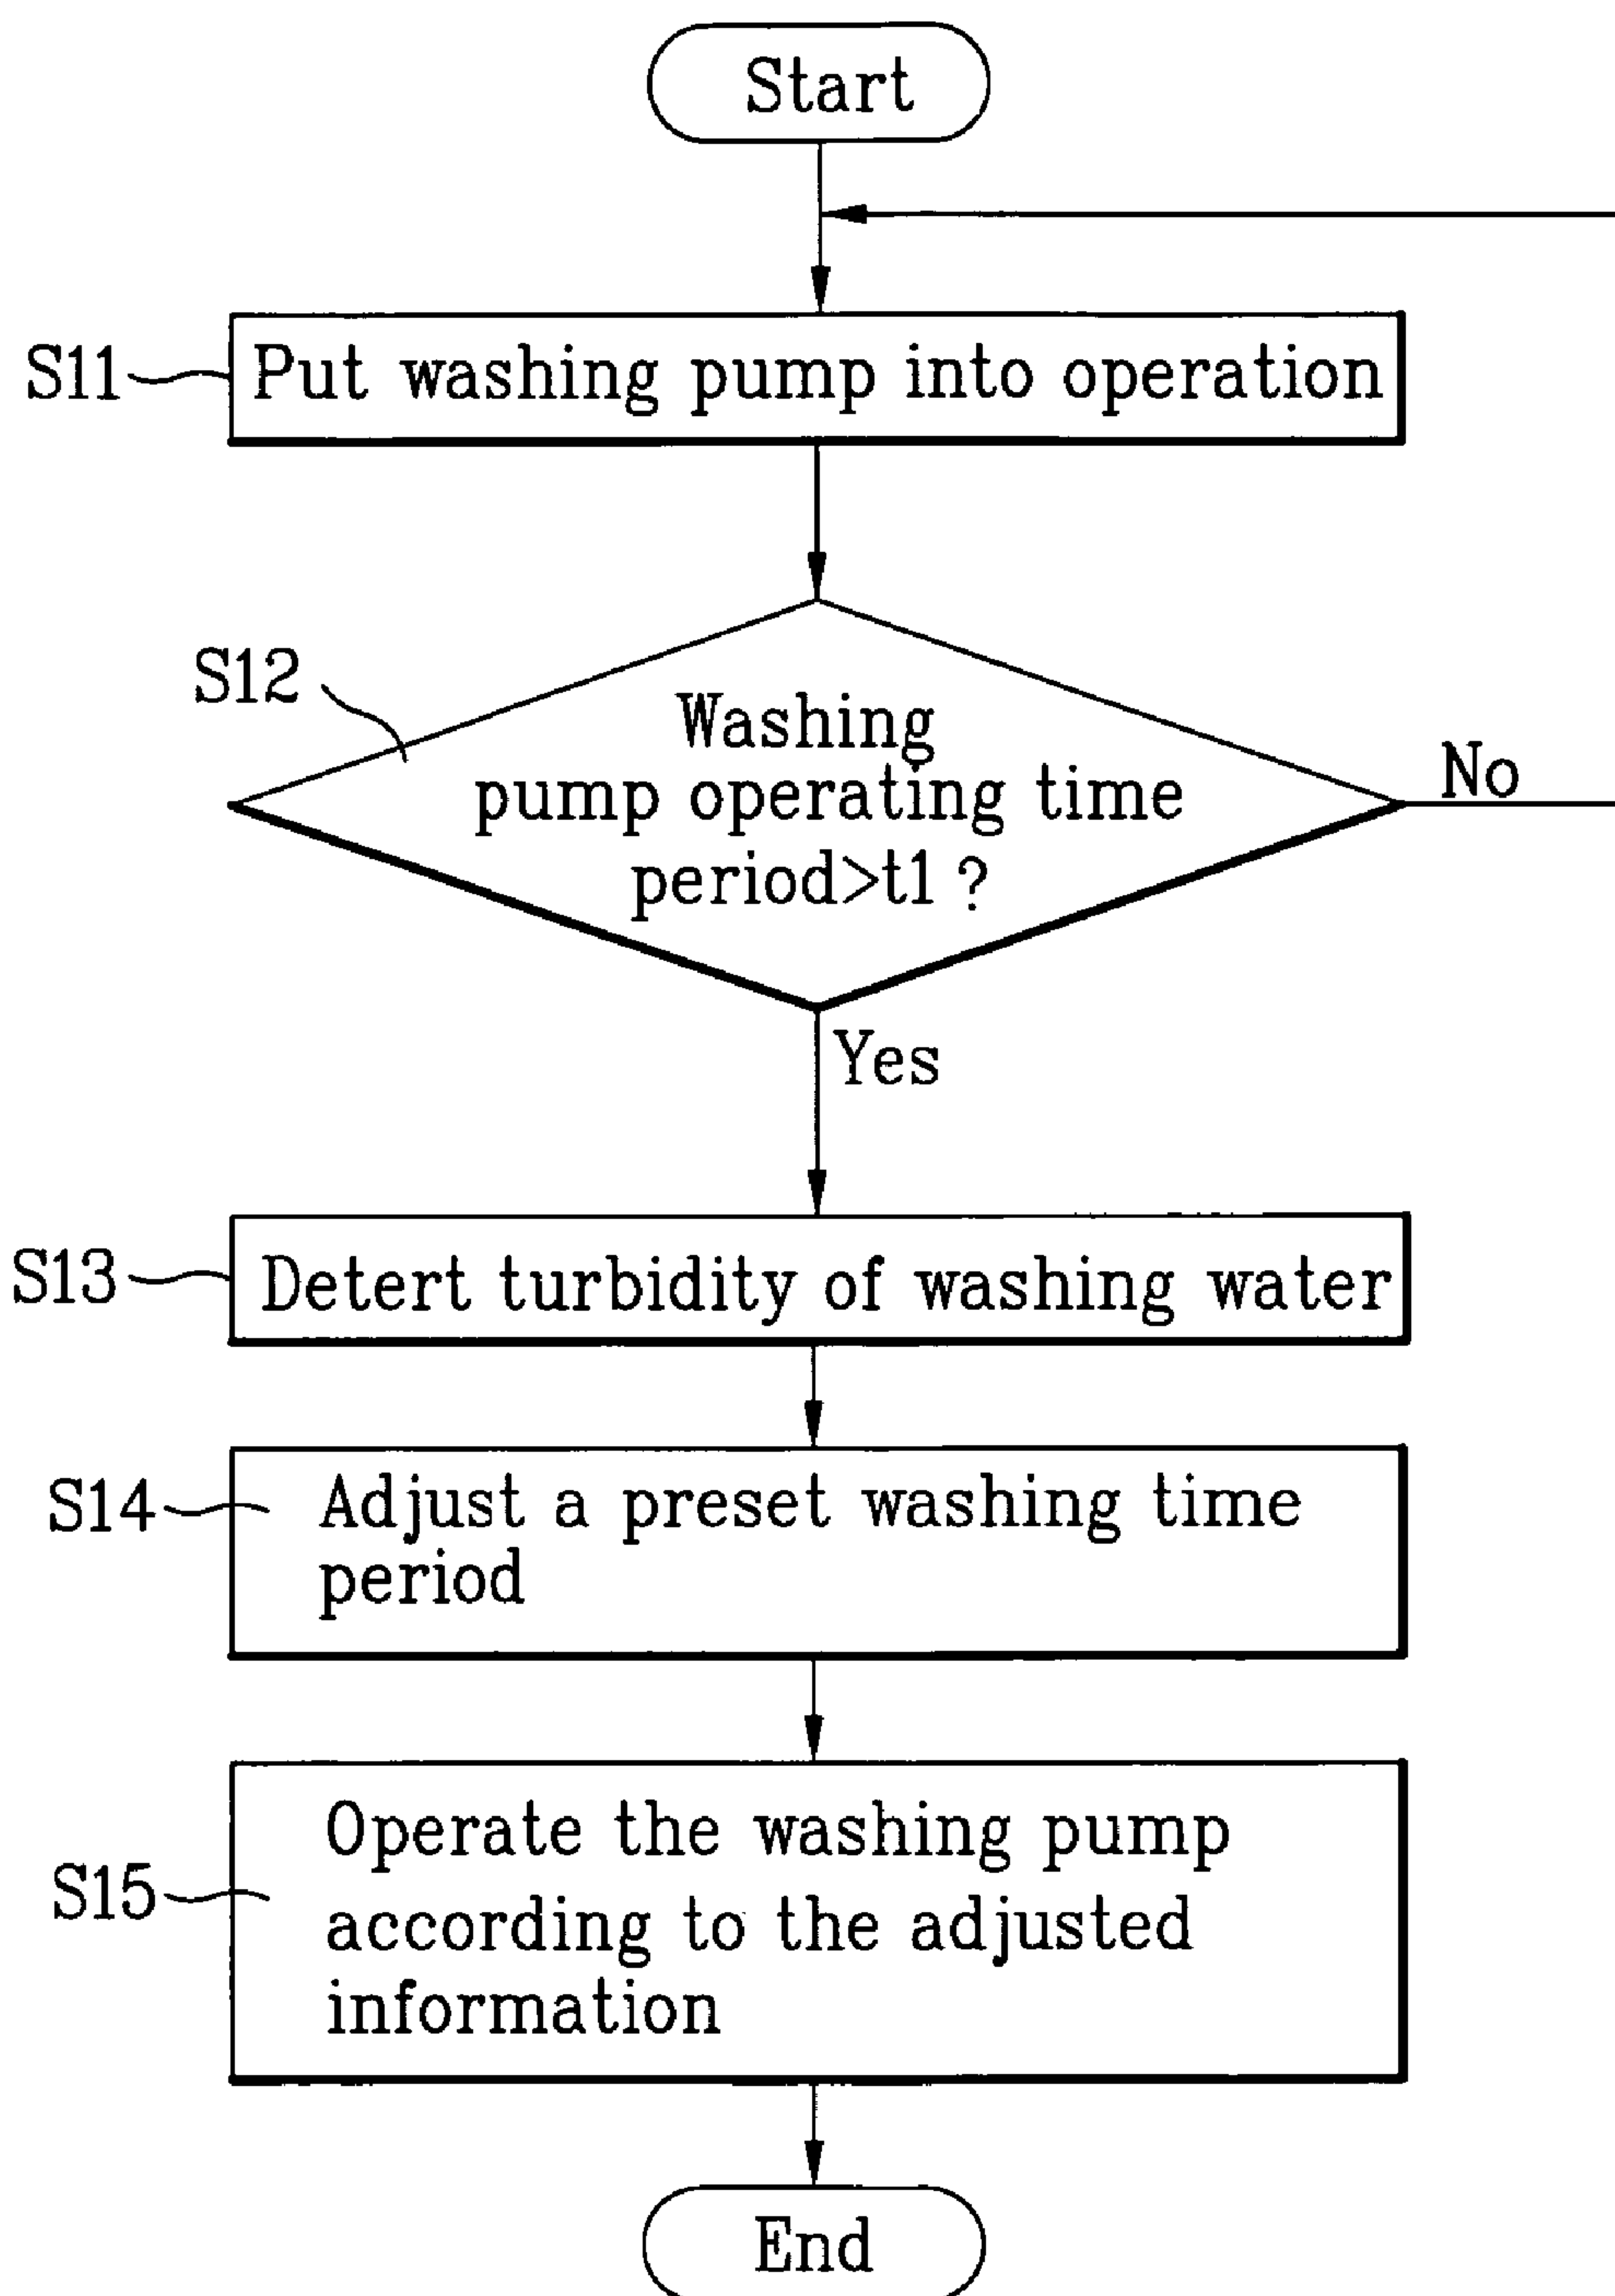 Start
S11
Put washing pump into operation
S12
Washing
pump operating time
period>t1?
No
Yes
S13
Detert turbidity of washing water
S14
Adjust a preset washing time
period
S15
Operate the washing pump
according to the adjusted
information
End